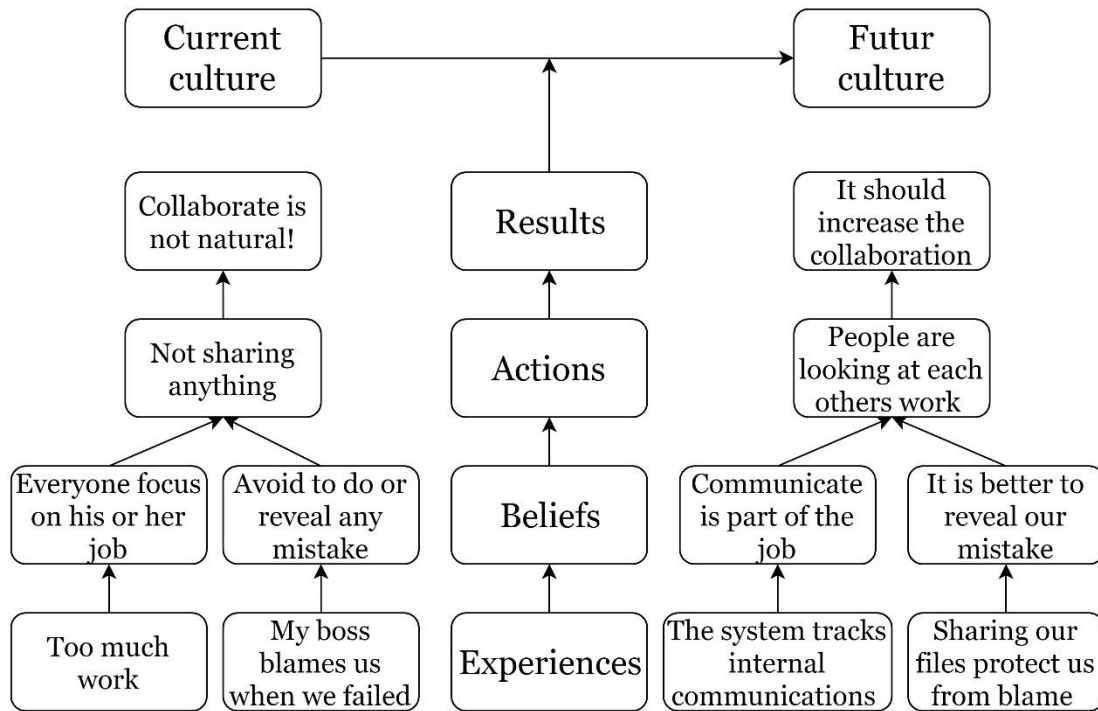 Current
culture
Futur
culture
Collaborate is
not natural!
Results
It should
increase the
collaboration
Not sharing
anything
Actions
People are
looking at each
others work
Everyone focus
on his or her
job
Avoid to do or
reveal any
mistake
Beliefs
Communicate
is part of the
job
It is better to
reveal our
mistake
Too much
work
My boss
blames us
when we failed
Experiences
The system tracks
internal
communications
Sharing our
files protect us
from blame